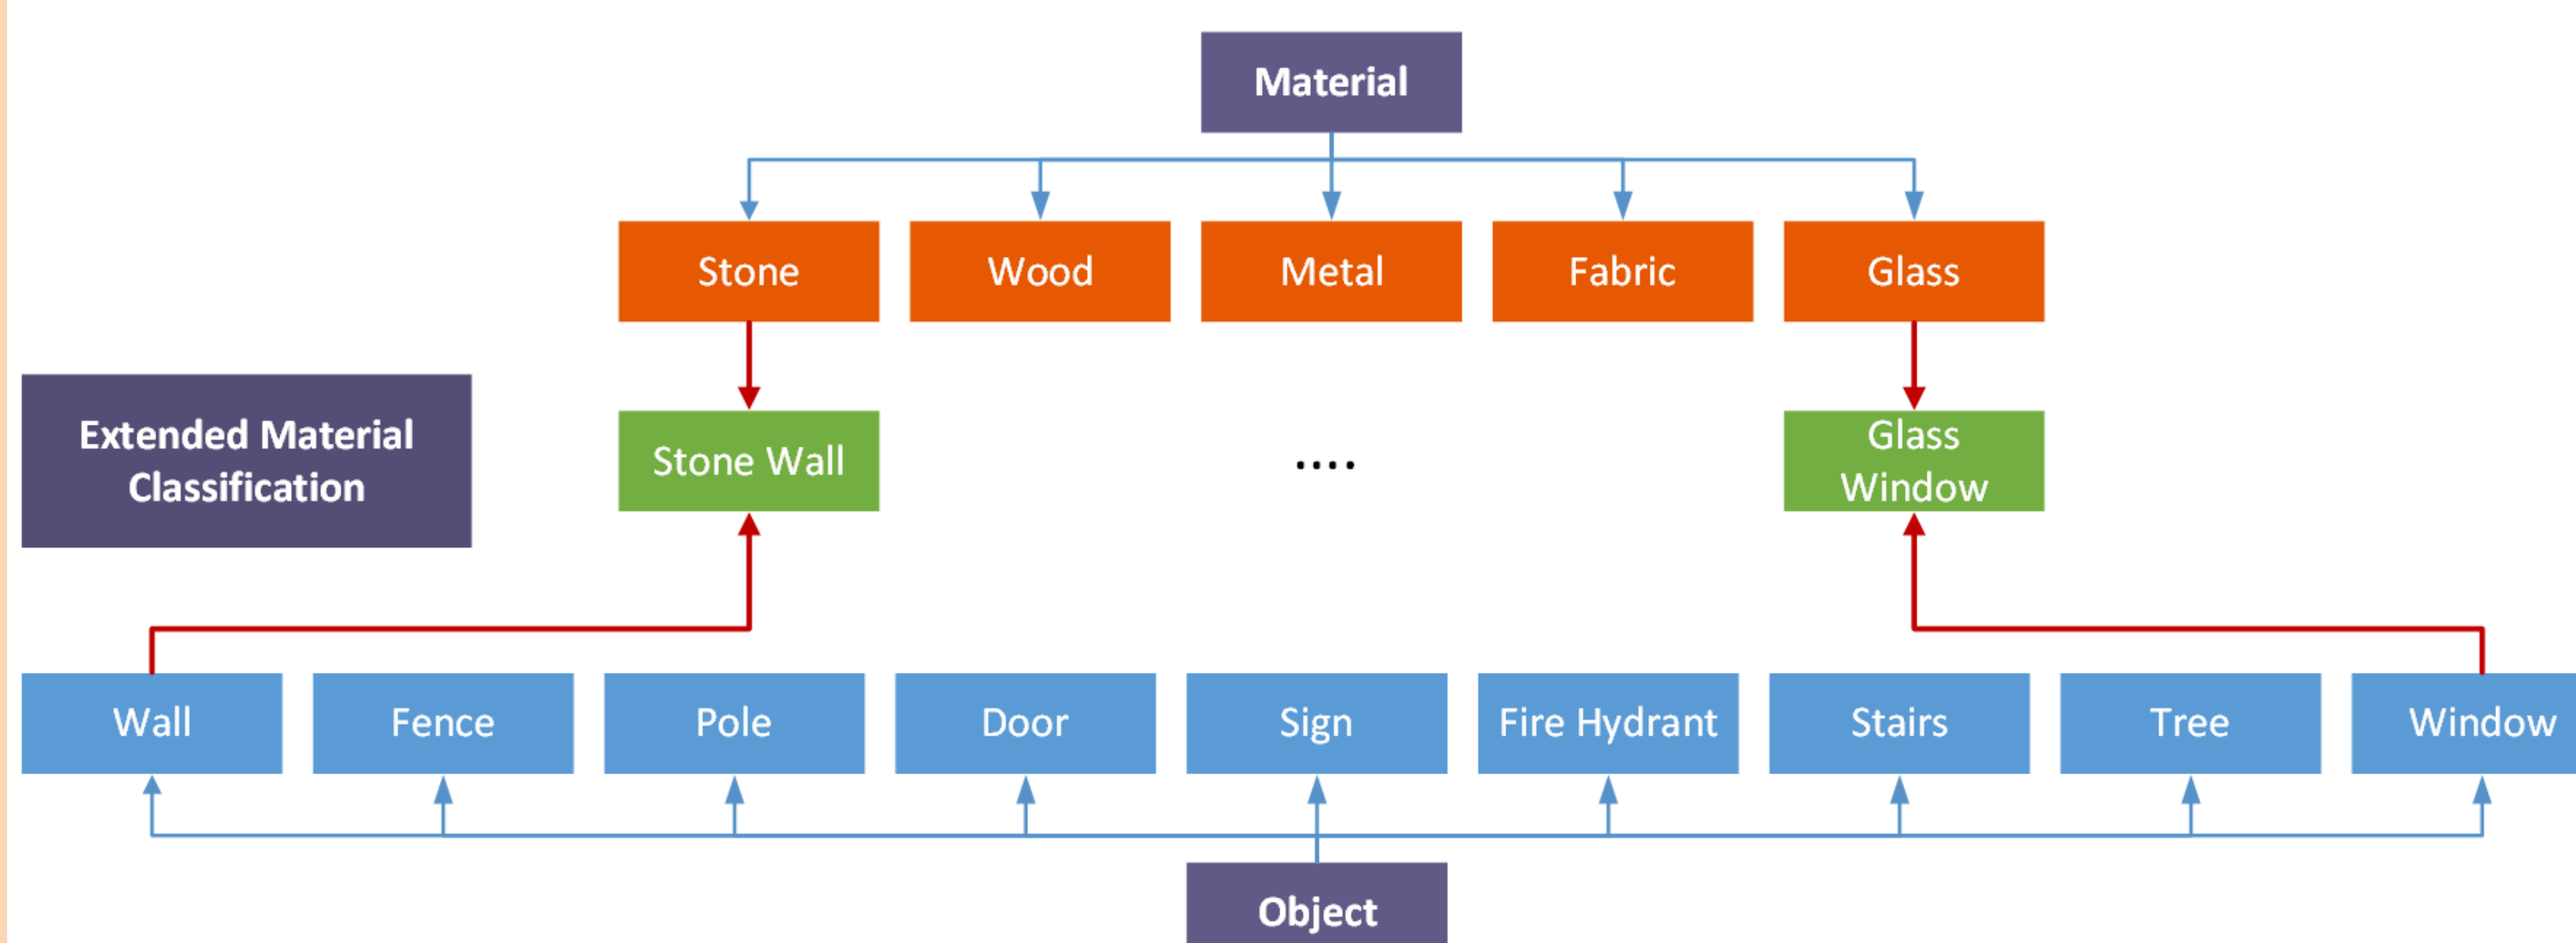 Material
Stone
Wood
Metal
Fabric
Glass
Extended Material
Classification
Stone Wall
....
Glass
Window
Wall
Fence
Pole
Door
Sign
Fire Hydrant
Stairs
Tree
Window
Object